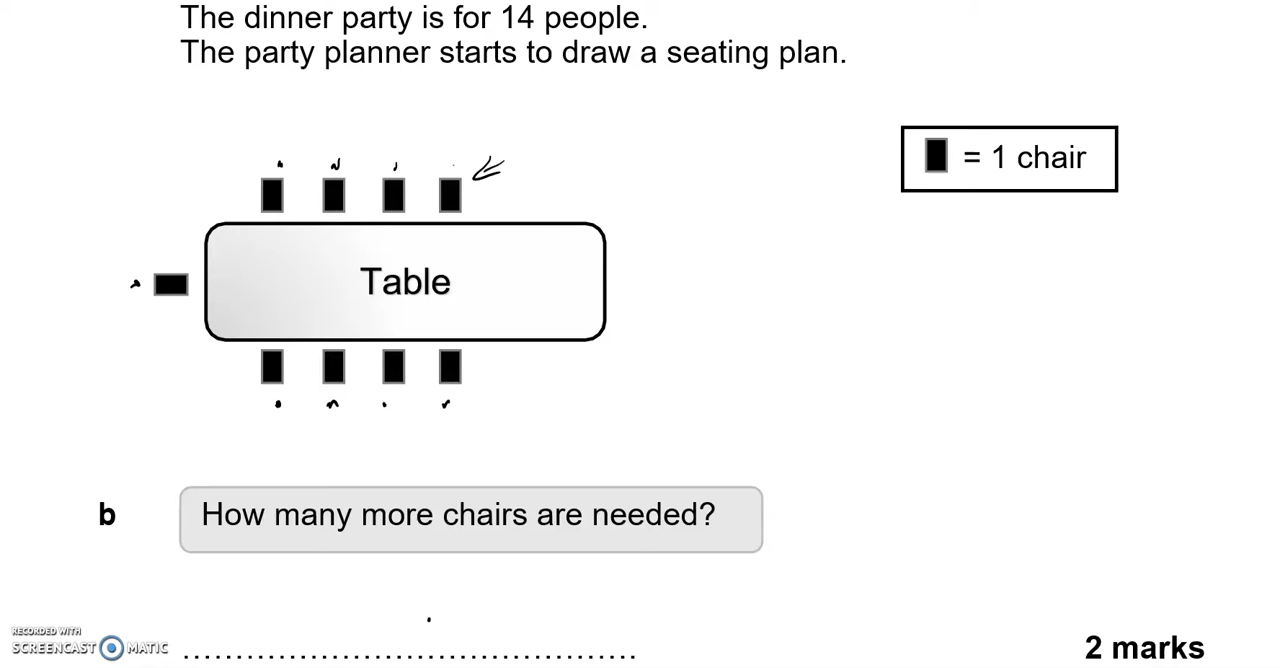 The dinner party is for 14 people.
The party planner starts to draw a seating plan.
= 1 chair
Table
b How many more chairs are needed?
RECORDED WITH
SCREENCAST MATIC
2 marks